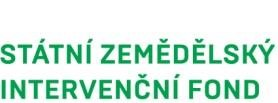 STÁTNÍ ZEMĚDĚLSKÝ
INTERVENČNÍ FOND